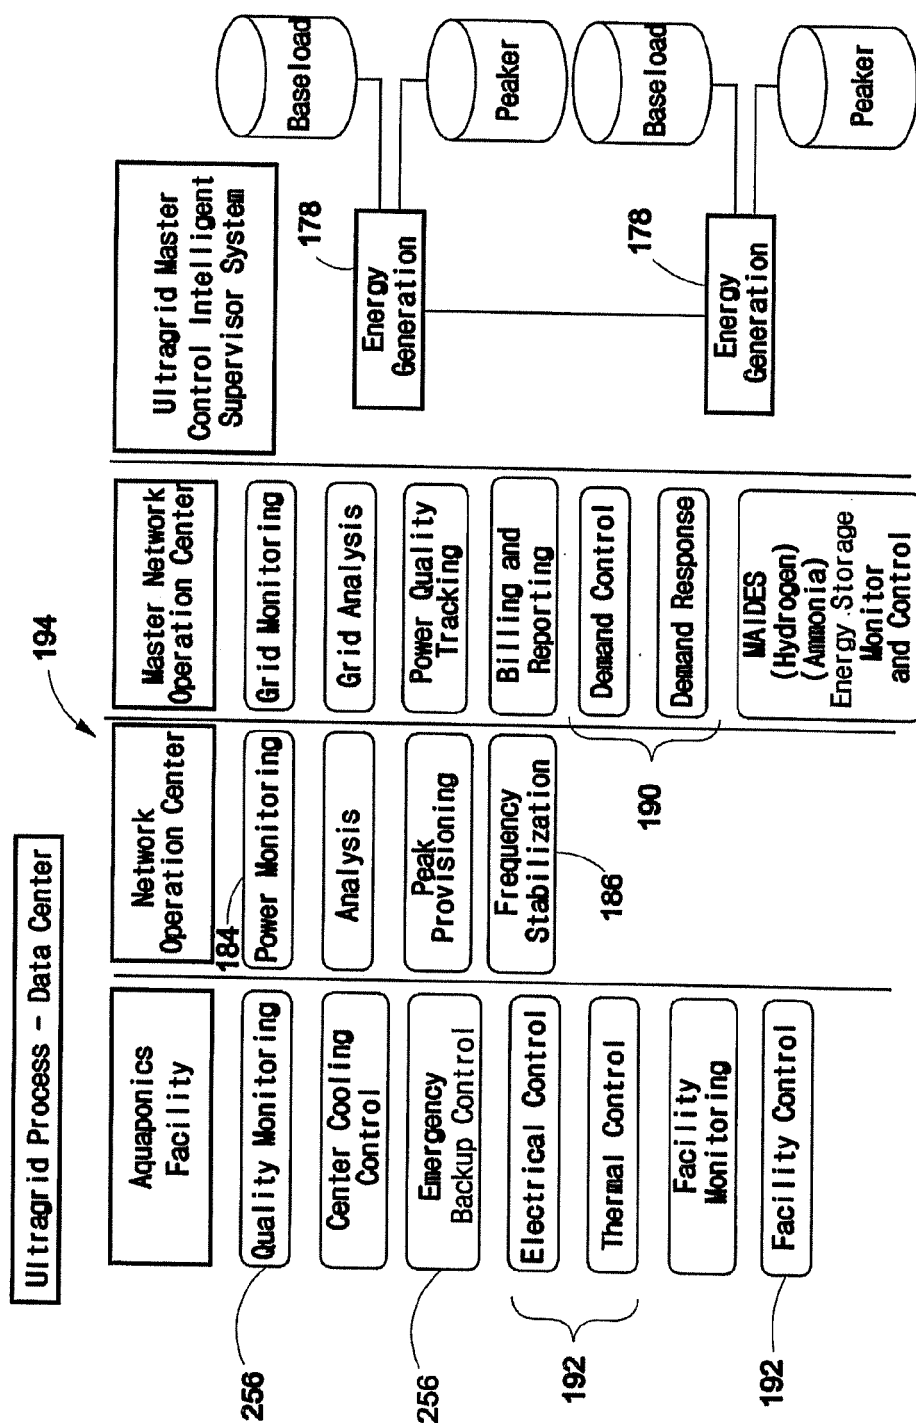 Ultragrid Process - Data Center
194
Aquaponics
Facility
Quality Monitoring
256
Center Cooling
Control
Emergency
Backup Control
256
Electrical Control
Thermal Control
192
Facility
Monitoring
Facility Control
192
Network
Operation Center
184
Power Monitoring
Analysis
Peak
Provisioning
Frequency
Stabilization
186
Master Network
Operation Center
Grid Monitoring
Grid Analysis
Power Quality
Tracking
Billing and
Reporting
Demand Control
Demand Response
190
MAIDES
(Hydrogen)
(Ammonia)
Energy Storage
Monitor
and Control
Ultragrid Master
Control Intelligent
Supervisor System
178
Energy
Generation
Baseload
Peaker
178
Energy
Generation
Baseload
Peaker